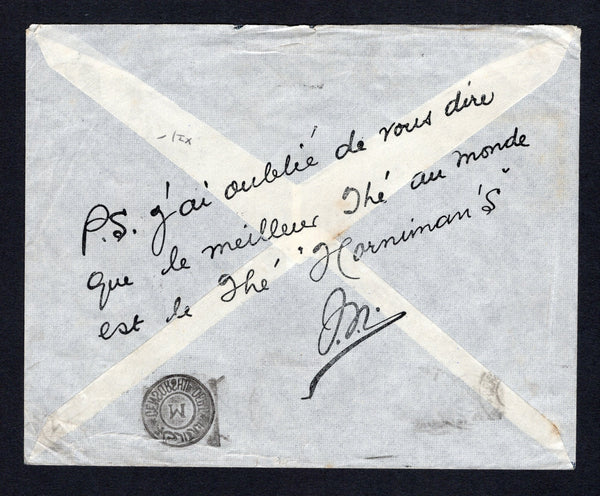 P.S. j'ai oublié de vous dire
que le meilleur Thé au monde
est le Thé "Horniman's"
J.M.